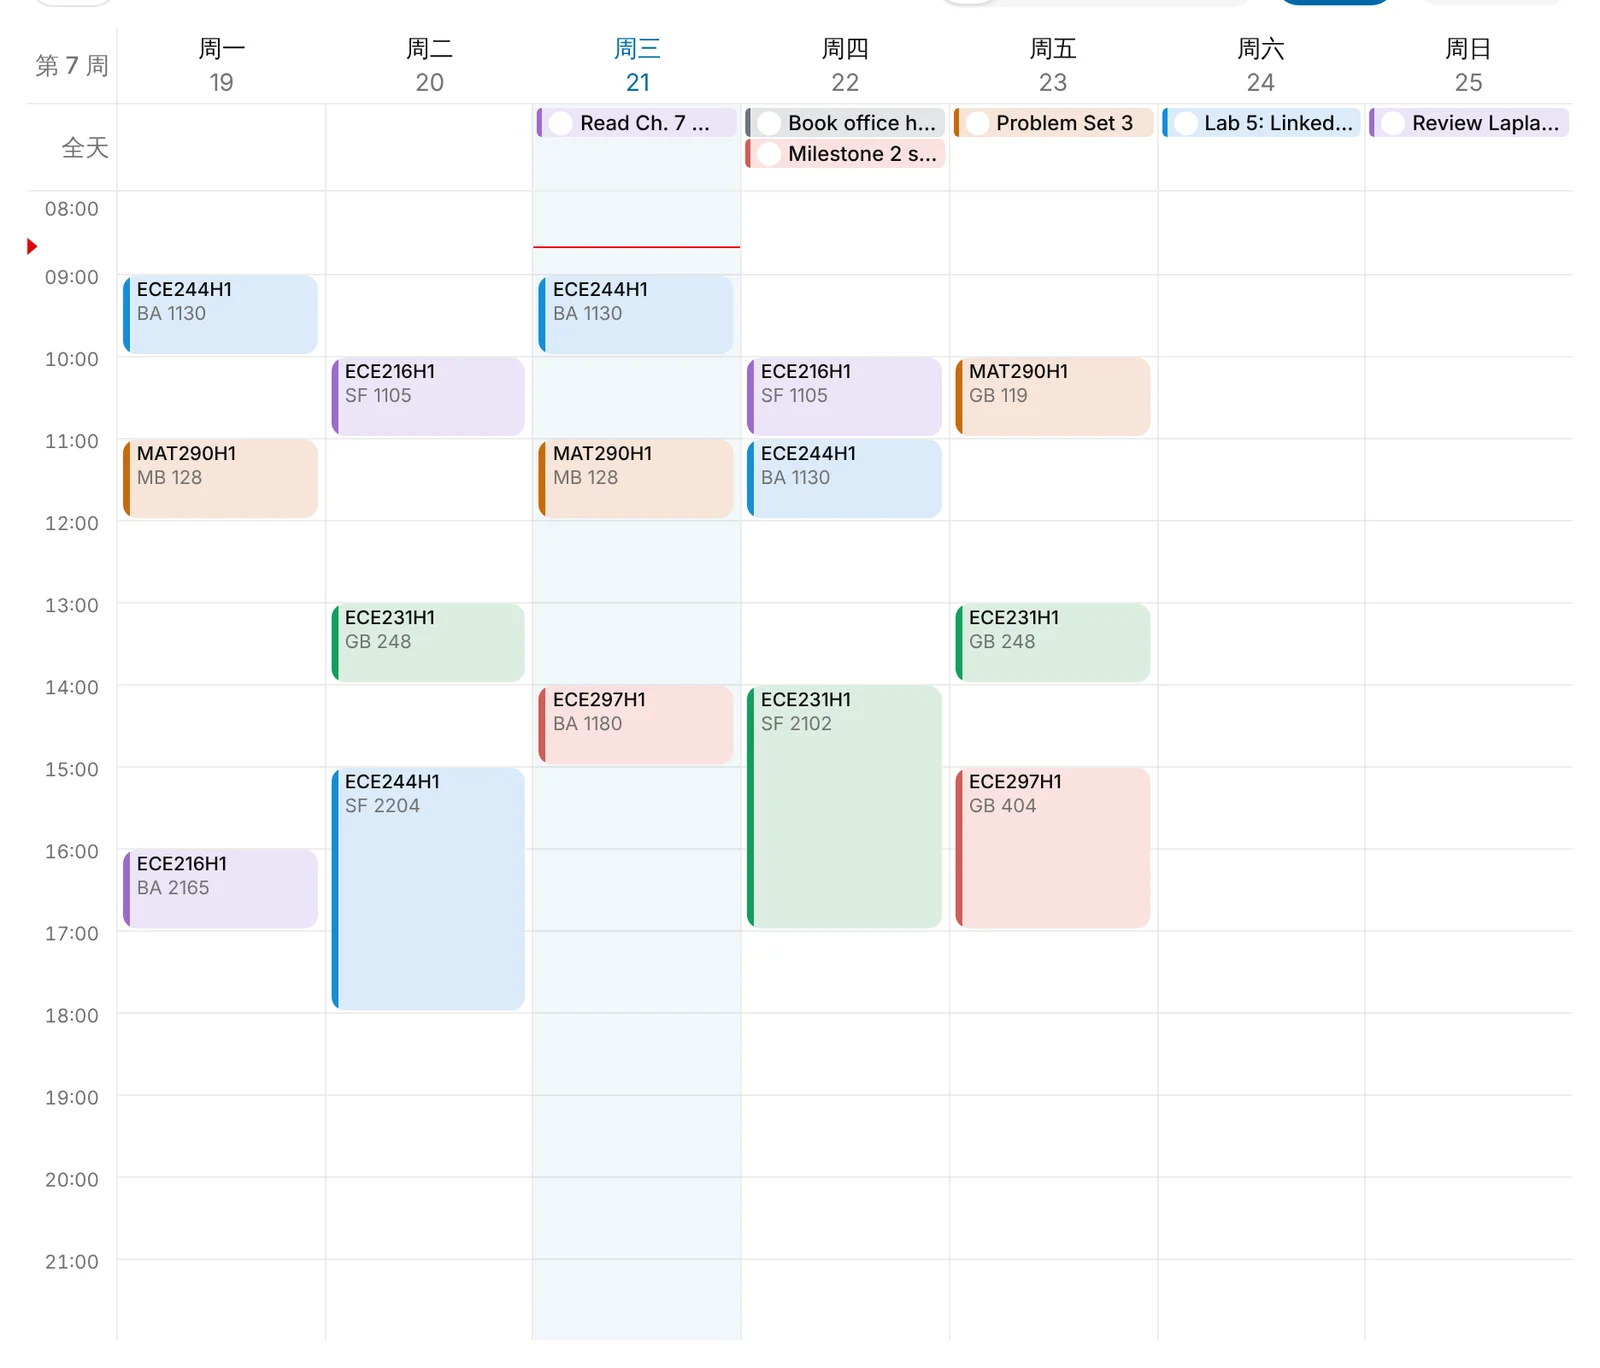 第 7 周
周一
19
周二
20
周三
21
周四
22
周五
23
周六
24
周日
25
全天
Read Ch. 7 ...
Book office h...
Milestone 2 s...
Problem Set 3
Lab 5: Linked...
Review Lapla...
08:00
09:00
ECE244H1
BA 1130
ECE244H1
BA 1130
10:00
ECE216H1
SF 1105
ECE216H1
SF 1105
MAT290H1
GB 119
11:00
MAT290H1
MB 128
MAT290H1
MB 128
ECE244H1
BA 1130
12:00
13:00
ECE231H1
GB 248
ECE231H1
GB 248
14:00
ECE297H1
BA 1180
ECE231H1
SF 2102
15:00
ECE244H1
SF 2204
ECE297H1
GB 404
16:00
ECE216H1
BA 2165
17:00
18:00
19:00
20:00
21:00